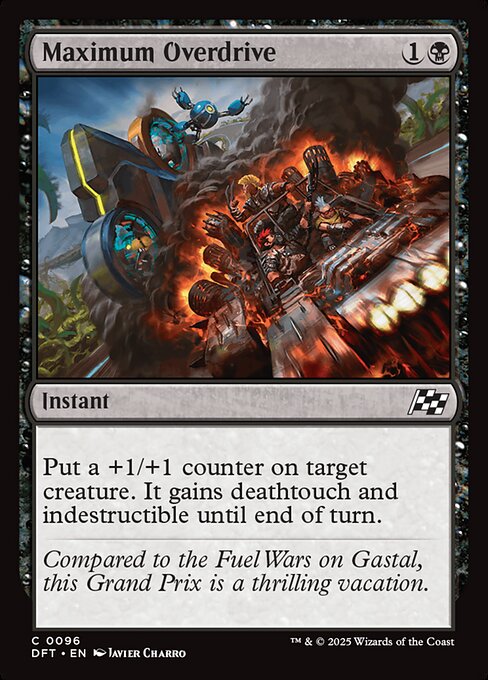 Maximum Overdrive 1
Instant
Put a +1/+1 counter on target
creature. It gains deathtouch and
indestructible until end of turn.
Compared to the Fuel Wars on Gastal,
this Grand Prix is a thrilling vacation.
C 0096
DFT • EN Javier Charro
™ & © 2025 Wizards of the Coast